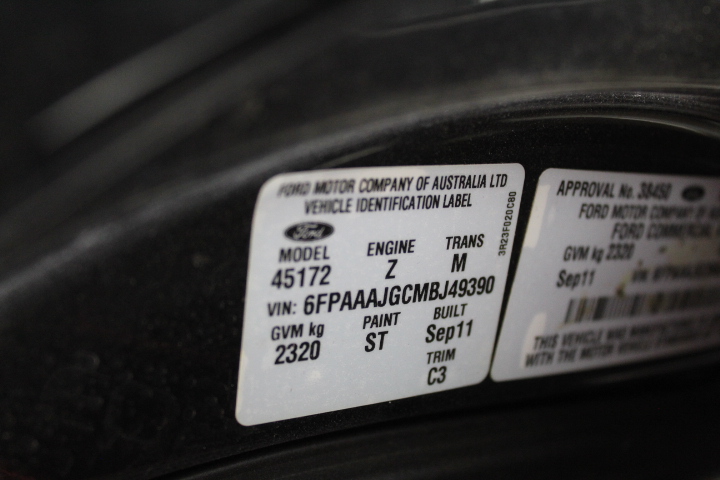 FORD MOTOR COMPANY OF AUSTRALIA LTD
VEHICLE IDENTIFICATION LABEL
Ford
MODEL ENGINE TRANS
45172 Z M
VIN: 6FPAAAJGCMBJ49390
GVM kg PAINT BUILT
2320 ST Sep11
TRIM
C3
3R23F020CB0
APPROVAL No. 38450
FORD MOTOR COMPANY OF
FORD COMMERCIAL
GVM kg 2320
Sep11
THIS VEHICLE WAS MANUFACTURE
WITH THE MOTOR VEHICLE